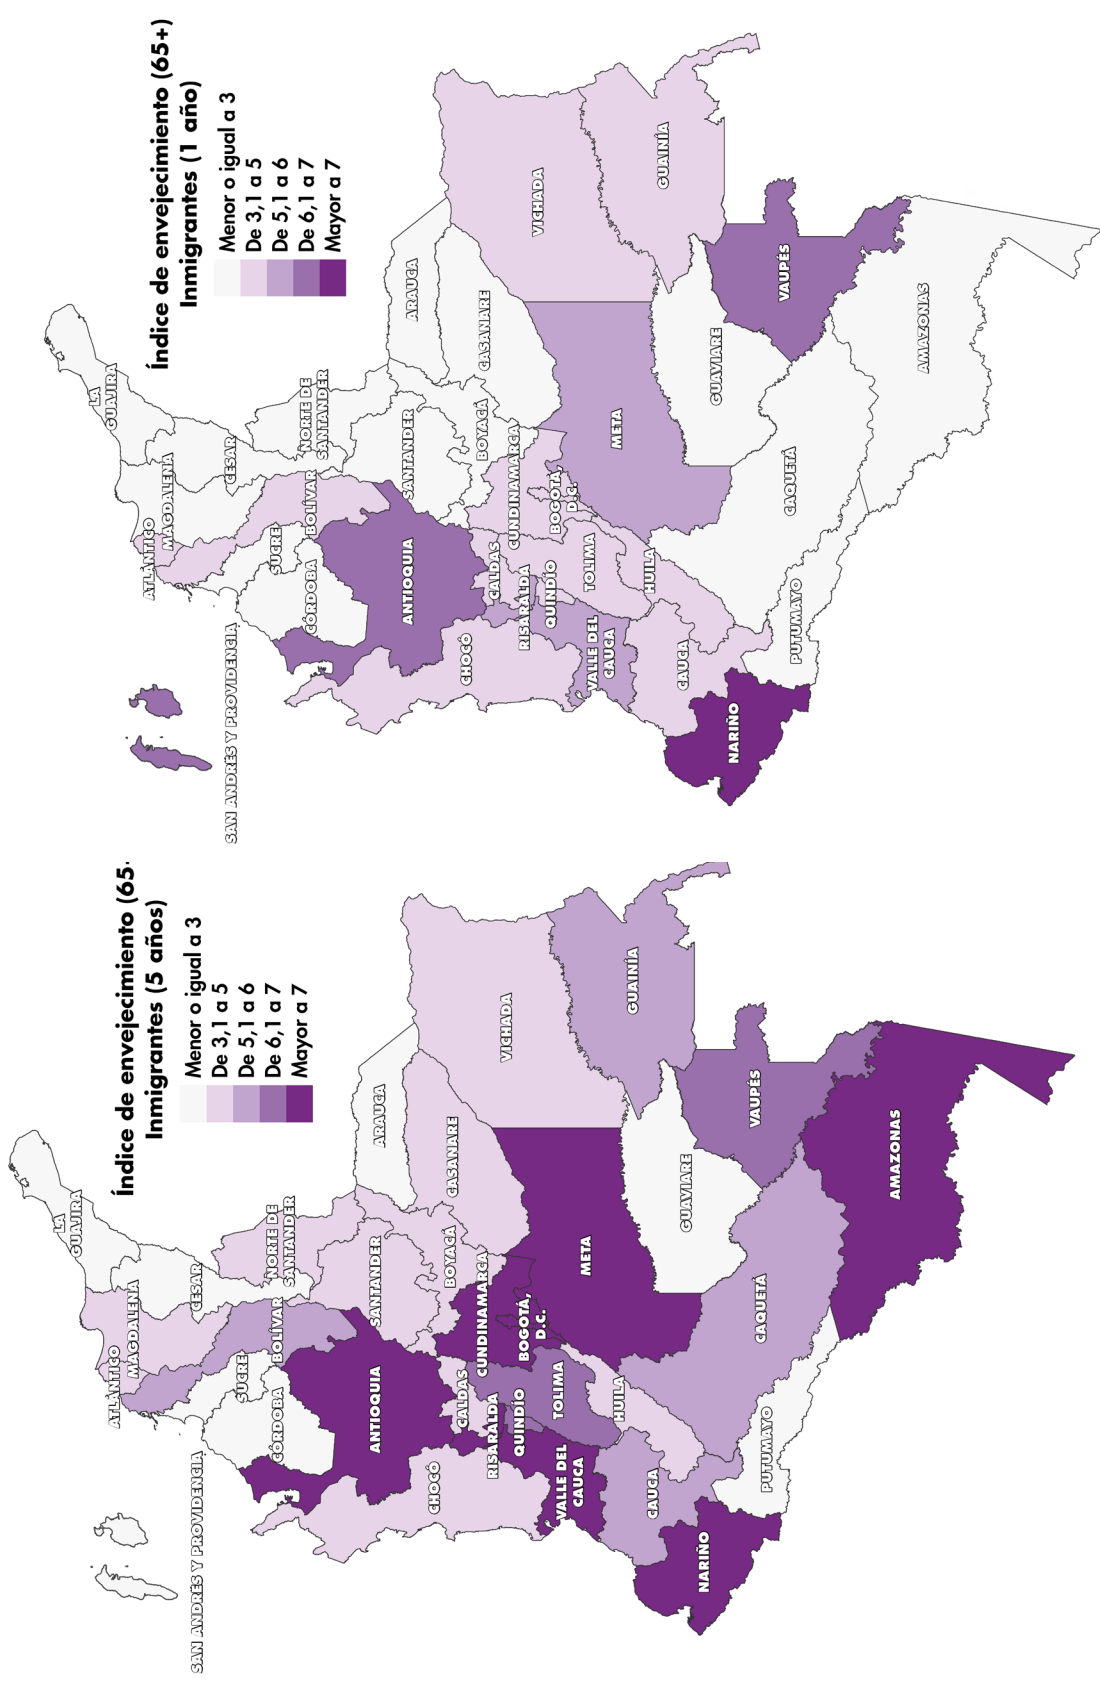 Índice de envejecimiento (65+)
Inmigrantes (1 año)
Menor o igual a 3
De 3,1 a 5
De 5,1 a 6
De 6,1 a 7
Mayor a 7
LA
GUAJIRA
ATLÁNTICO
MAGDALENA
CESAR
NORTE DE
SANTANDER
SUCRE
BOLÍVAR
CÓRDOBA
SAN ANDRÉS Y PROVIDENCIA
ANTIOQUIA
SANTANDER
ARAUCA
CASANARE
BOYACÁ
CHOCÓ
CALDAS
CUNDINAMARCA
RISARALDA
QUINDÍO
BOGOTÁ,
D.C.
TOLIMA
VALLE DEL
CAUCA
HUILA
META
VICHADA
GUAINÍA
GUAVIARE
VAUPÉS
CAUCA
NARIÑO
CAQUETÁ
PUTUMAYO
AMAZONAS
Índice de envejecimiento (65
Inmigrantes (5 años)
Menor o igual a 3
De 3,1 a 5
De 5,1 a 6
De 6,1 a 7
Mayor a 7
LA
GUAJIRA
ATLÁNTICO
MAGDALENA
CESAR
NORTE DE
SANTANDER
SUCRE
BOLÍVAR
CÓRDOBA
SAN ANDRÉS Y PROVIDENCIA
ANTIOQUIA
SANTANDER
ARAUCA
CASANARE
BOYACÁ
CHOCÓ
CALDAS
CUNDINAMARCA
RISARALDA
QUINDÍO
BOGOTÁ,
D.C.
TOLIMA
VALLE DEL
CAUCA
HUILA
META
VICHADA
GUAINÍA
GUAVIARE
VAUPÉS
CAUCA
NARIÑO
CAQUETÁ
PUTUMAYO
AMAZONAS